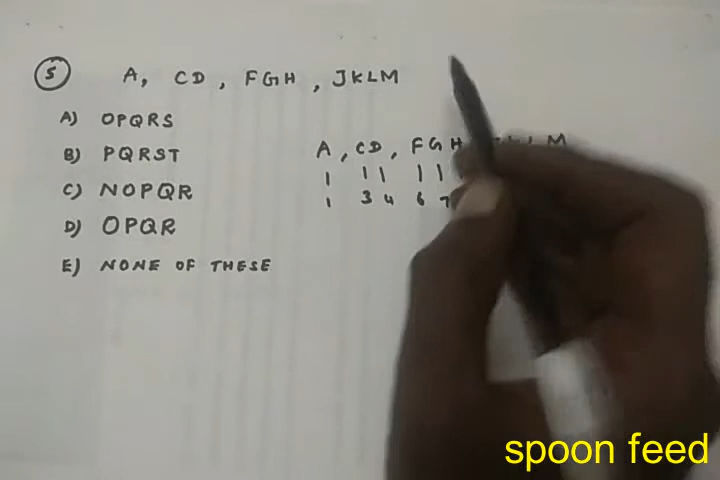 5 A, CD, FGH, JKLM
A) OPQRS
B) PQRST
C) NOPQR
D) OPQR
E) NONE OF THESE
A, CD, FGH M
1 3 4 6 7
spoon feed